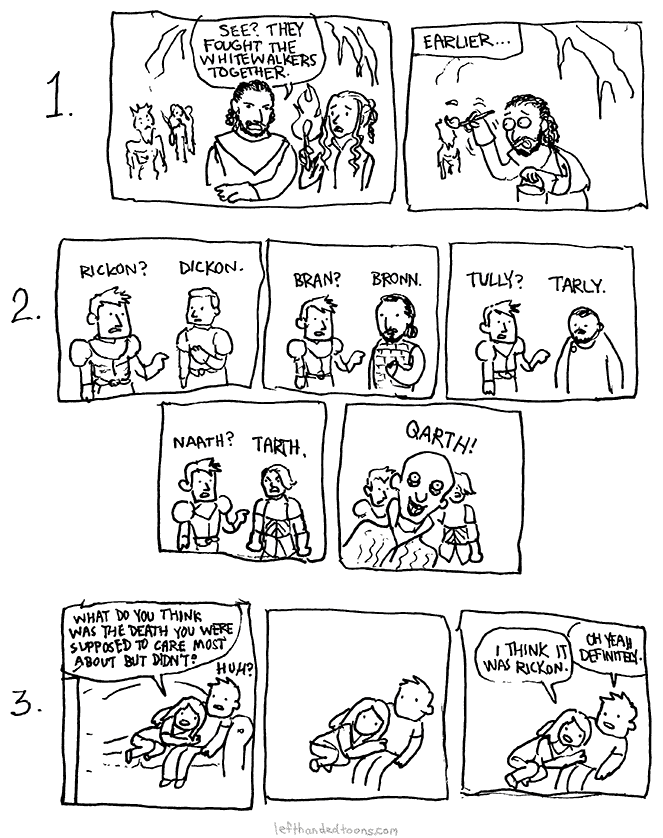 1.
SEE? THEY
FOUGHT THE
WHITEWALKERS
TOGETHER.
EARLIER...
2.
RICKON? DICKON.
BRAN? BRONN.
TULLY? TARLY.
NAATH? TARTH.
QARTH!
3.
WHAT DO YOU THINK
WAS THE DEATH YOU WERE
SUPPOSED TO CARE MOST
ABOUT BUT DIDN'T?
HUH?
I THINK IT
WAS RICKON.
OH YEAH
DEFINITELY.
lefthandedtoons.com